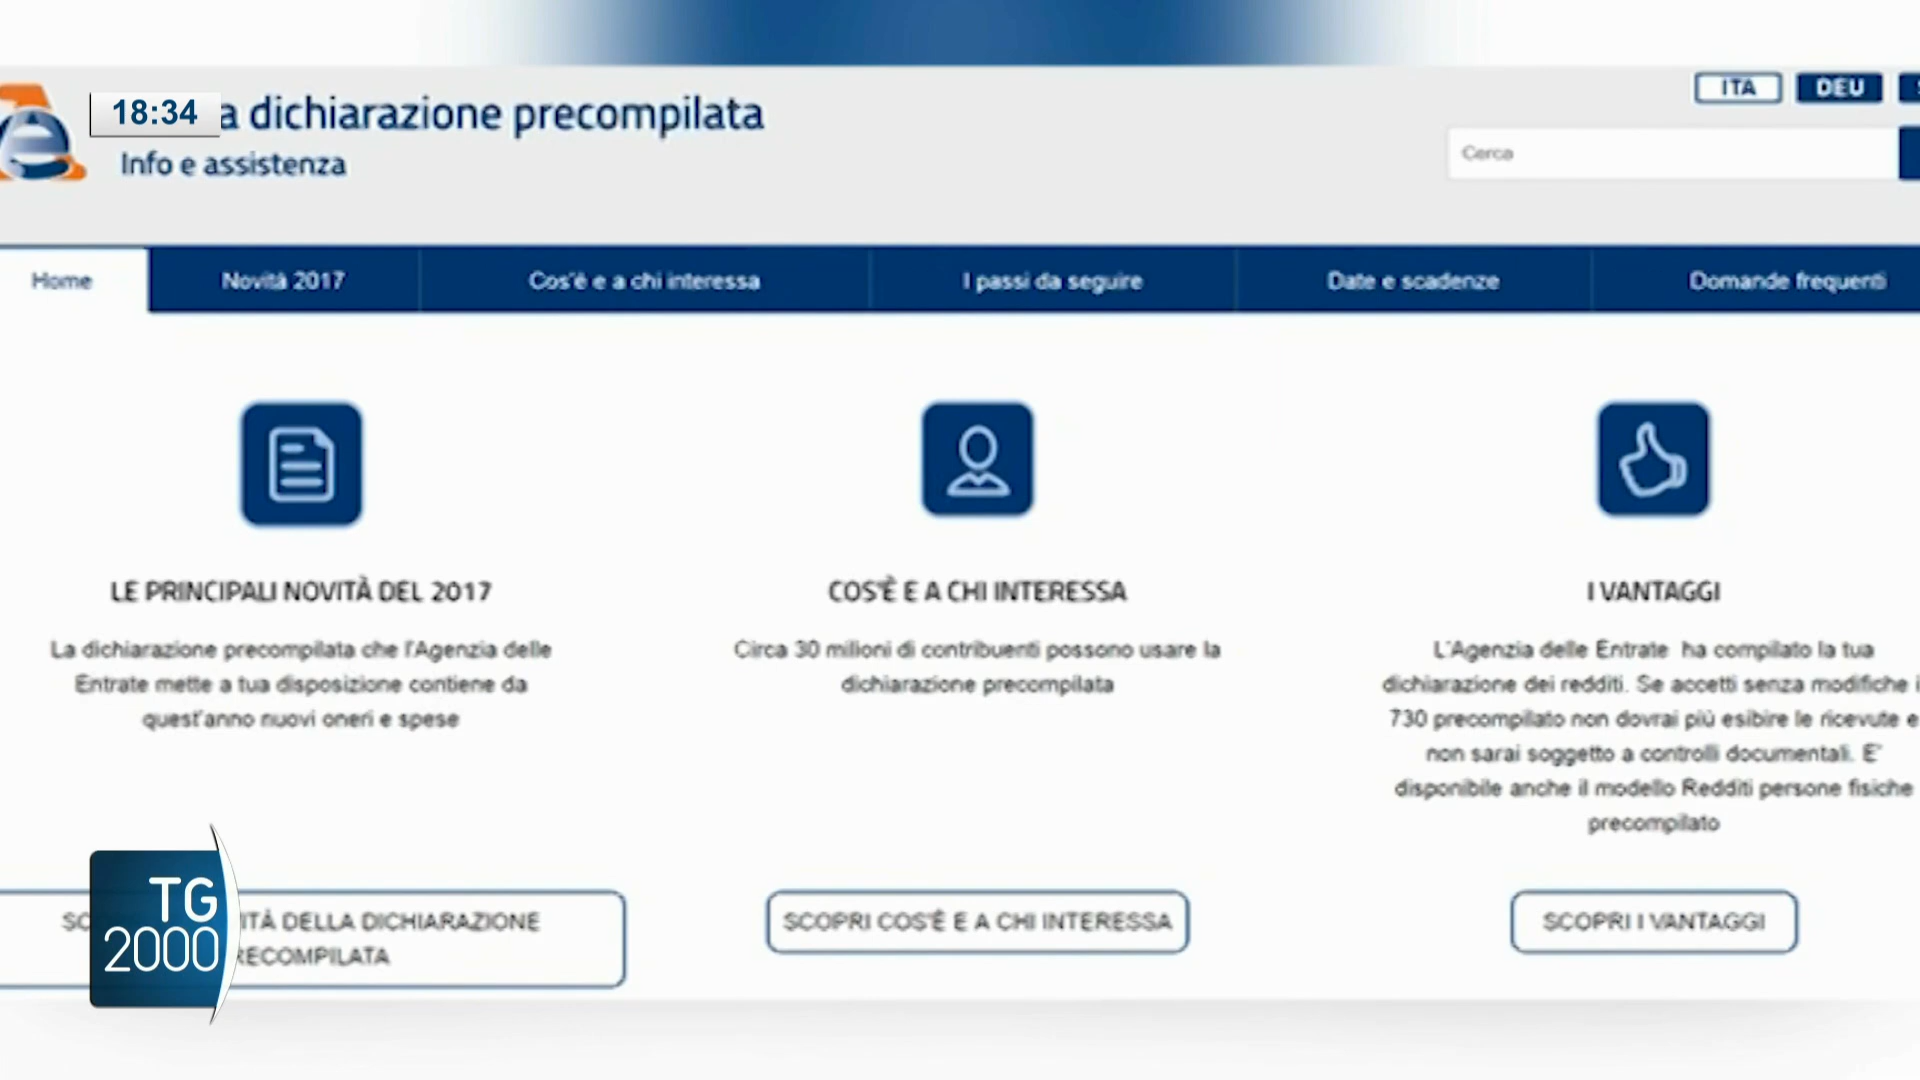 18:34
a dichiarazione precompilata
Info e assistenza
ITA
DEU
Cerca
Home
Novità 2017
Cos'è e a chi interessa
I passi da seguire
Date e scadenze
Domande frequenti
LE PRINCIPALI NOVITÀ DEL 2017
La dichiarazione precompilata che l'Agenzia delle
Entrate mette a tua disposizione contiene da
quest'anno nuovi oneri e spese
COS'È E A CHI INTERESSA
Circa 30 milioni di contribuenti possono usare la
dichiarazione precompilata
I VANTAGGI
L'Agenzia delle Entrate ha compilato la tua
dichiarazione dei redditi. Se accetti senza modifiche i
730 precompilato non dovrai più esibire le ricevute e
non sarai soggetto a controlli documentali. E'
disponibile anche il modello Redditi persone fisiche
precompilato
SC ITÀ DELLA DICHIARAZIONE
RECOMPILATA
SCOPRI COS'È E A CHI INTERESSA
SCOPRI I VANTAGGI
TG
2000